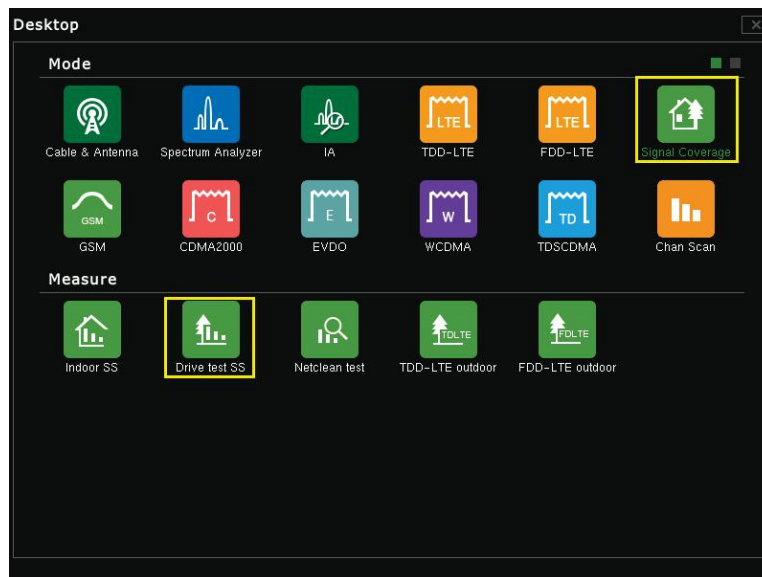 Desktop
Mode
LTE LTE
Cable & Antenna Spectrum Analyzer IA TDD-LTE FDD-LTE Signal Coverage
GSM C E W TD
GSM CDMA2000 EVDO WCDMA TDSCDMA Chan Scan
Measure
TDLTE FDLTE
Indoor SS Drive test SS Netclean test TDD-LTE outdoor FDD-LTE outdoor